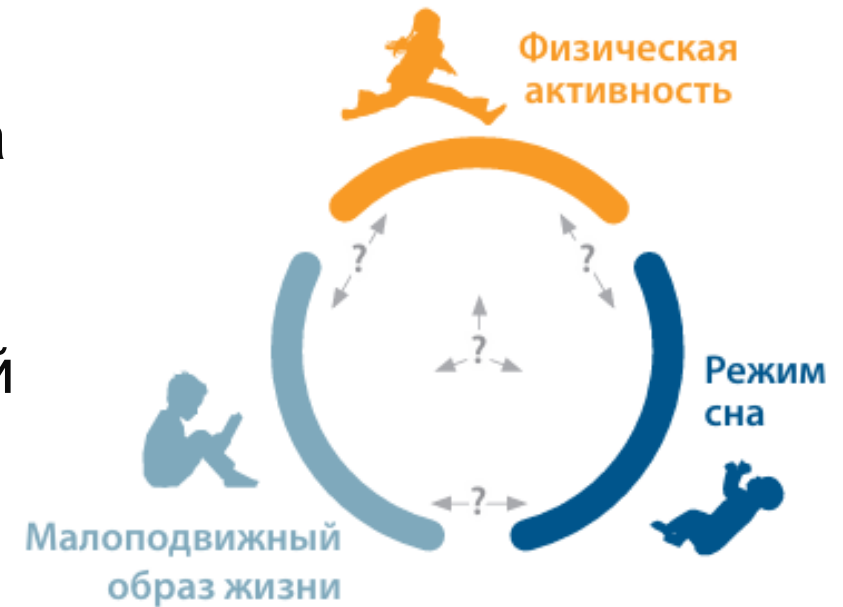 Физическая
активность
а
?
?
?
й
Режим
сна
?
Малоподвижный
образ жизни